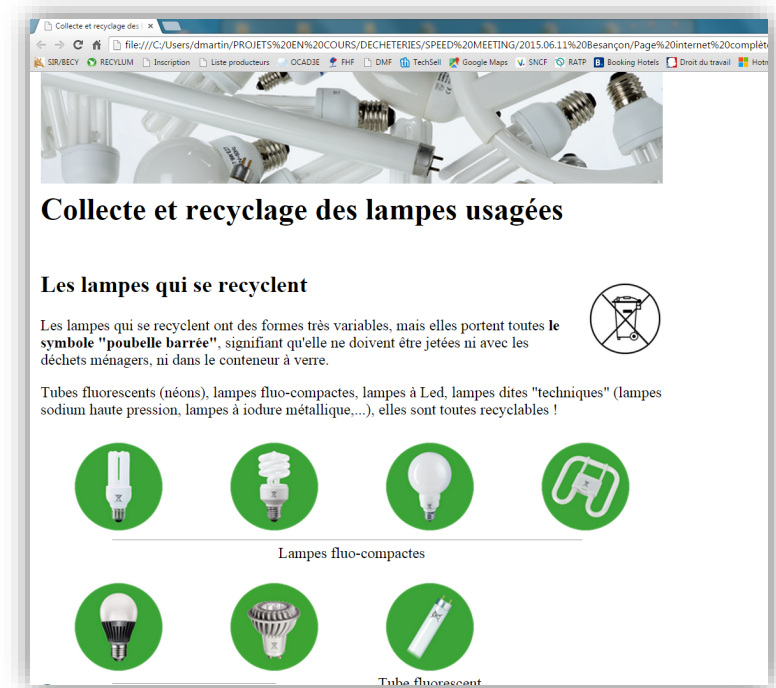 Collecte et recyclage des l
file:///C:/Users/dmartin/PROJETS%20EN%20COURS/DECHETERIES/SPEED%20MEETING/2015.06.11%20Besançon/Page%20internet%20complèt
SIR/BECY RECYLUM Inscription Liste producteurs OCAD3E FHF DMF TechSell Google Maps SNCF RATP Booking Hotels Droit du travail Hotm
Collecte et recyclage des lampes usagées
Les lampes qui se recyclent
Les lampes qui se recyclent ont des formes très variables, mais elles portent toutes le
symbole "poubelle barrée", signifiant qu'elle ne doivent être jetées ni avec les
déchets ménagers, ni dans le conteneur à verre.
Tubes fluorescents (néons), lampes fluo-compactes, lampes à Led, lampes dites "techniques" (lampes
sodium haute pression, lampes à iodure métallique,...), elles sont toutes recyclables !
Lampes fluo-compactes
Tube fluorescent